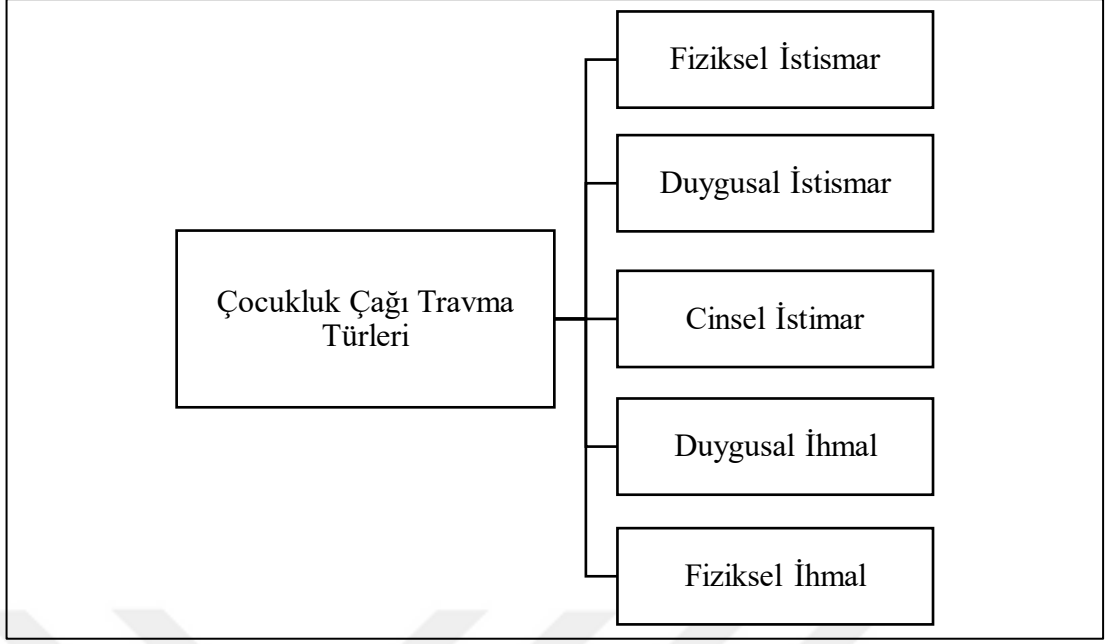 Fiziksel İstismar
Duygusal İstismar
Çocukluk Çağı Travma
Türleri
Cinsel İstimar
Duygusal İhmal
Fiziksel İhmal